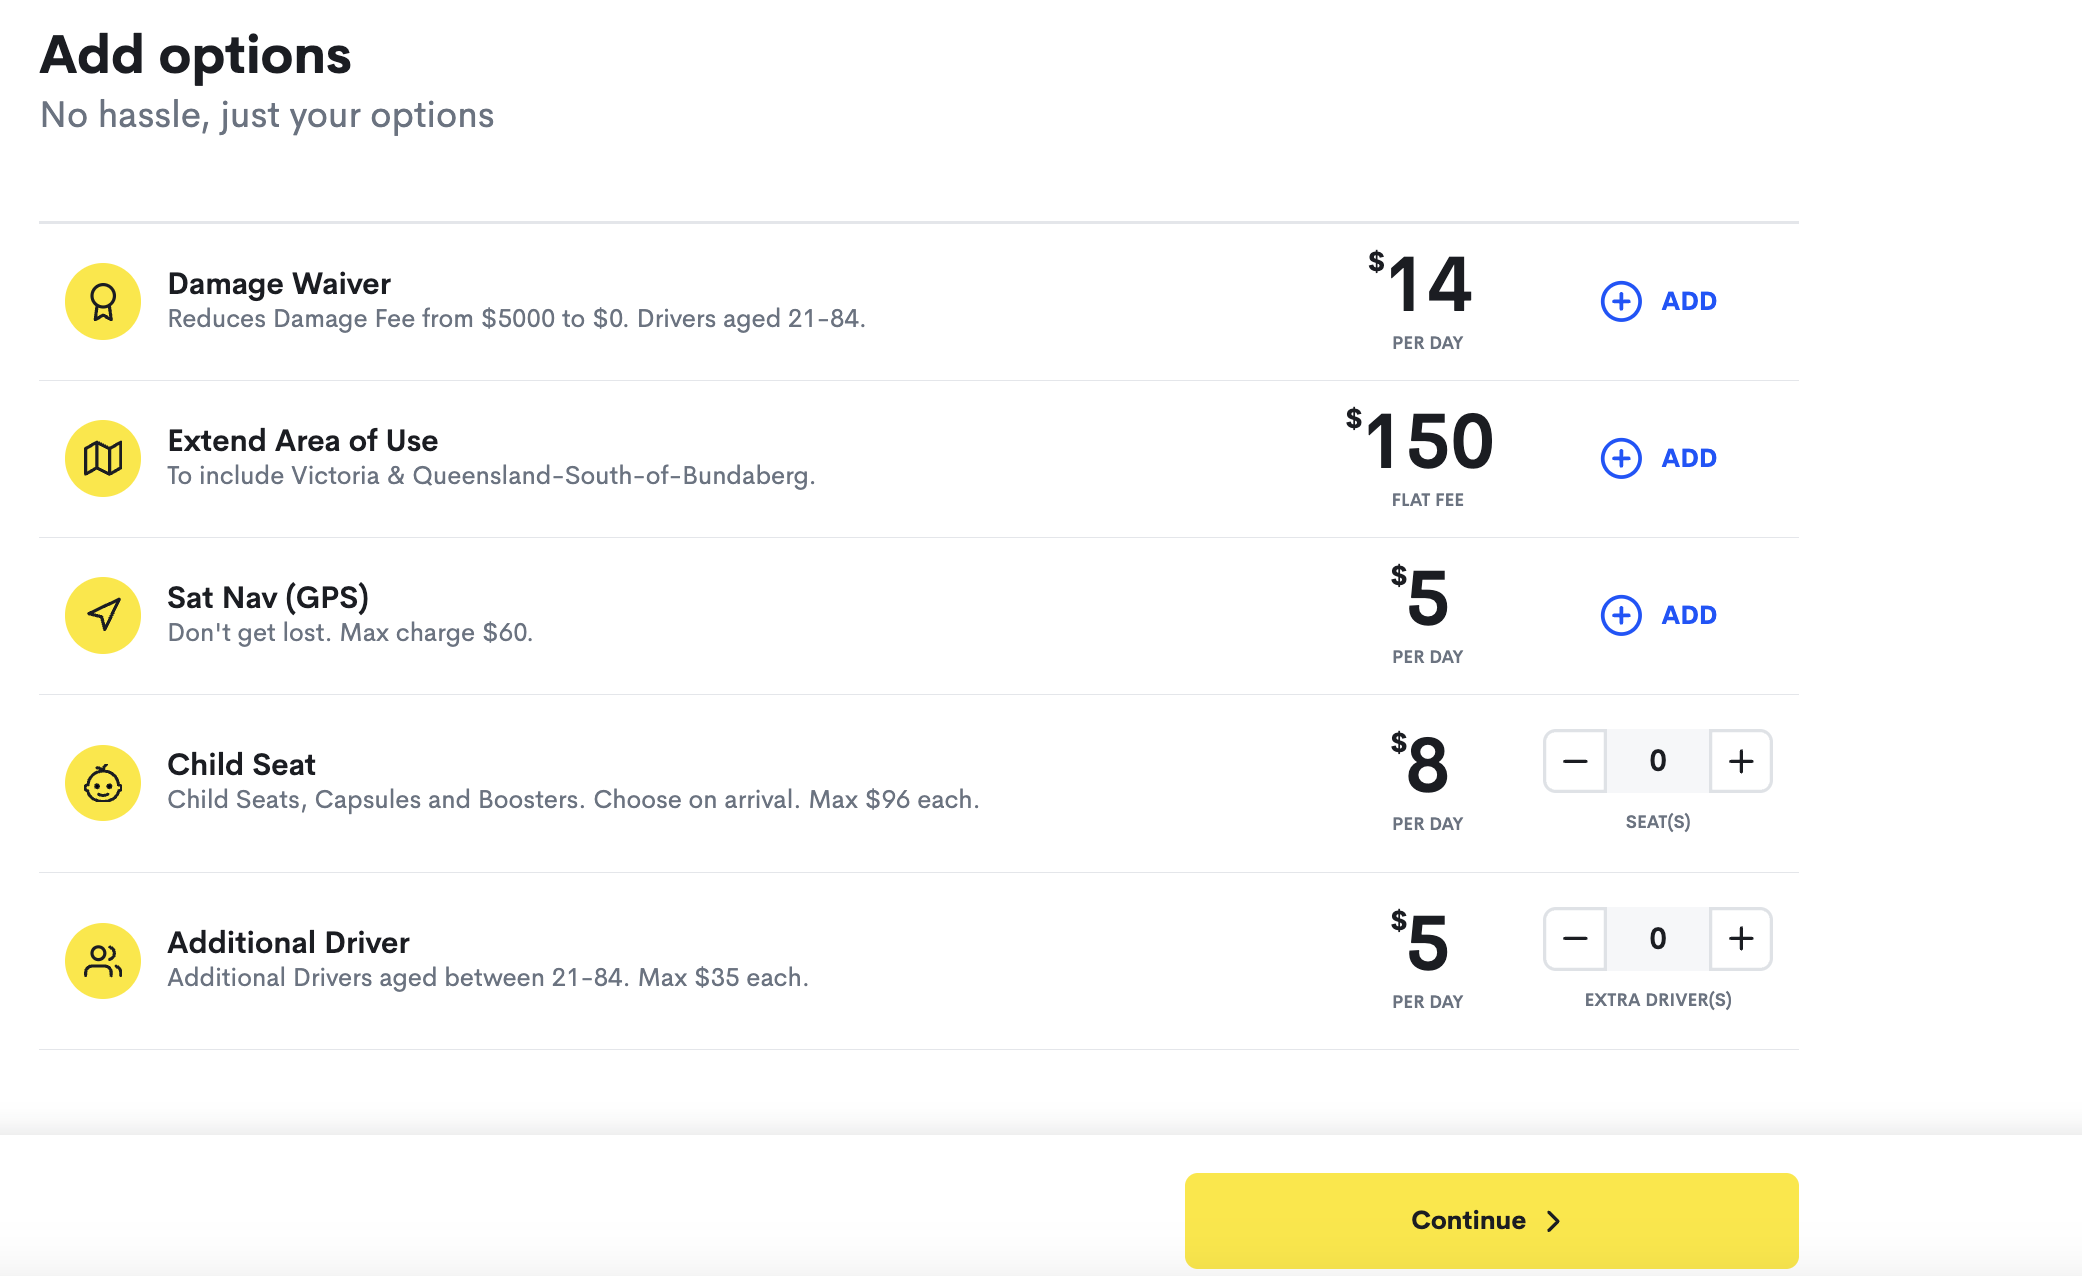 Add options
No hassle, just your options
Damage Waiver
Reduces Damage Fee from $5000 to $0. Drivers aged 21-84.
$14
PER DAY
ADD
Extend Area of Use
To include Victoria & Queensland-South-of-Bundaberg.
$150
FLAT FEE
ADD
Sat Nav (GPS)
Don't get lost. Max charge $60.
$5
PER DAY
ADD
Child Seat
Child Seats, Capsules and Boosters. Choose on arrival. Max $96 each.
$8
PER DAY
− 0 +
SEAT(S)
Additional Driver
Additional Drivers aged between 21-84. Max $35 each.
$5
PER DAY
− 0 +
EXTRA DRIVER(S)
Continue